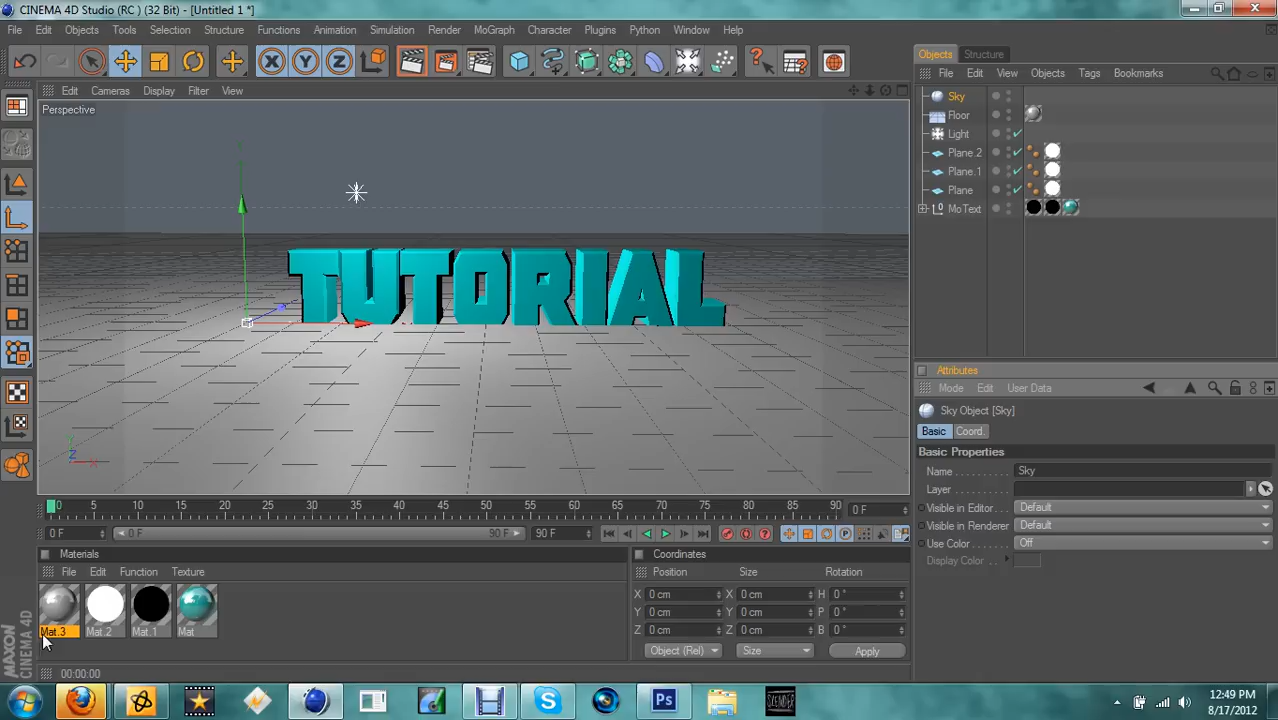 CINEMA 4D Studio (RC ) (32 Bit) - [Untitled 1 *]
File Edit Objects Tools Selection Structure Functions Animation Simulation Render MoGraph Character Plugins Python Window Help
X Y Z
Objects Structure
Edit Cameras Display Filter View
File Edit View Objects Tags Bookmarks
Perspective
Sky
Floor
Light
Plane.2
Plane.1
Plane
MoText
TUTORIAL
Y
Z X
Attributes
Mode Edit User Data
Sky Object [Sky]
Basic Coord.
Basic Properties
Name Sky
Layer
Visible in Editor Default
Visible in Renderer Default
Use Color Off
Display Color
0 5 10 15 20 25 30 35 40 45 50 55 60 65 70 75 80 85 90 0 F
0 F 0 F 90 F 90 F
Materials
File Edit Function Texture
Mat.3 Mat.2 Mat.1 Mat
Coordinates
Position Size Rotation
X 0 cm X 0 cm H 0 °
Y 0 cm Y 0 cm P 0 °
Z 0 cm Z 0 cm B 0 °
Object (Rel) Size Apply
MAXON
CINEMA 4D
00:00:00
Ps
SLENDER
12:49 PM
8/17/2012